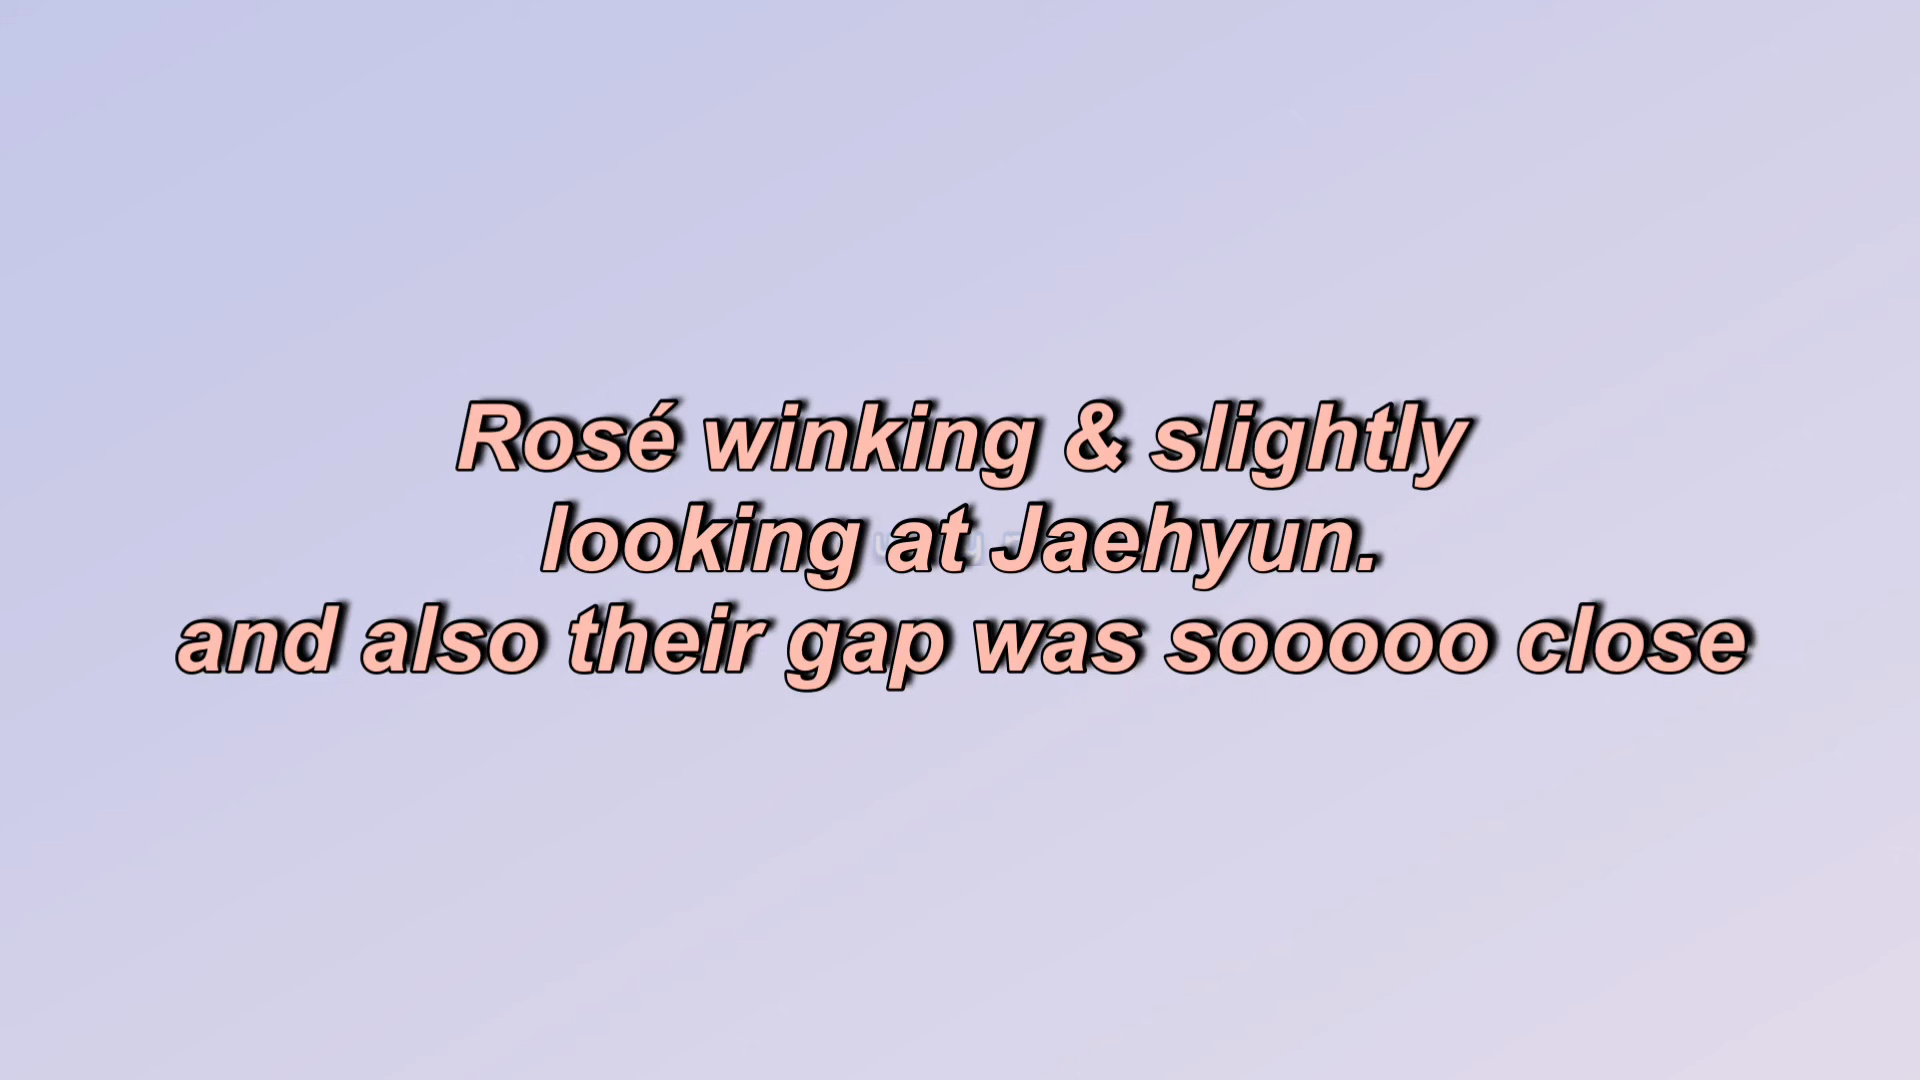 Rosé winking & slightly
looking at Jaehyun.
and also their gap was sooooo close